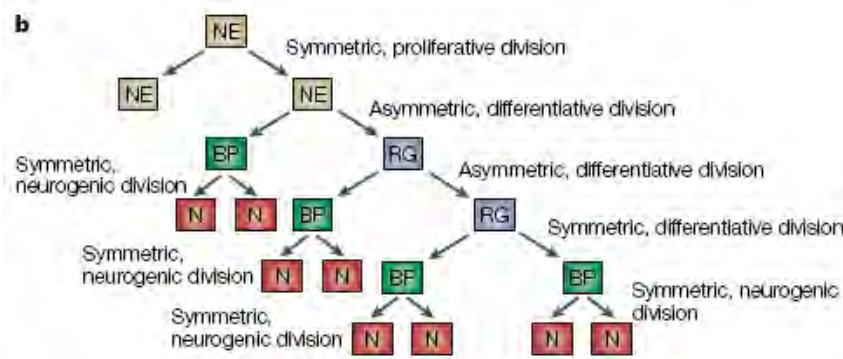 b
NE
Symmetric, proliferative division
NE
NE
Asymmetric, differentiative division
BP
RG
Symmetric,
neurogenic division
Asymmetric, differentiative division
N
N
BP
RG
Symmetric,
neurogenic division
Symmetric, differentiative division
N
N
BP
BP
Symmetric,
neurogenic division
Symmetric, neurogenic
division
N
N
N
N